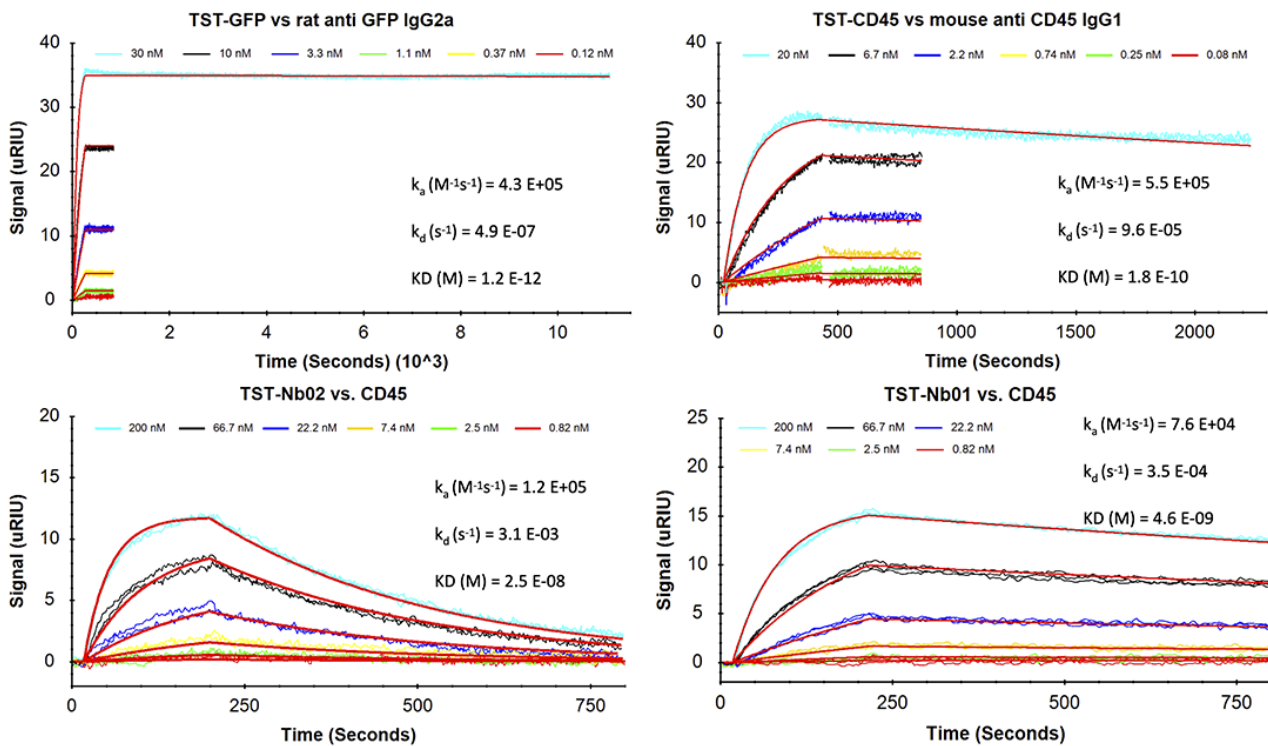 TST-GFP vs rat anti GFP IgG2a
30 nM 10 nM 3.3 nM 1.1 nM 0.37 nM 0.12 nM
40
30
20
10
0
Signal (uRIU)
kₐ (M⁻¹s⁻¹) = 4.3 E+05
k_d (s⁻¹) = 4.9 E-07
KD (M) = 1.2 E-12
0 2 4 6 8 10
Time (Seconds) (10^3)
TST-CD45 vs mouse anti CD45 IgG1
20 nM 6.7 nM 2.2 nM 0.74 nM 0.25 nM 0.08 nM
40
30
20
10
0
Signal (uRIU)
kₐ (M⁻¹s⁻¹) = 5.5 E+05
k_d (s⁻¹) = 9.6 E-05
KD (M) = 1.8 E-10
0 500 1000 1500 2000
Time (Seconds)
TST-Nb02 vs. CD45
200 nM 66.7 nM 22.2 nM 7.4 nM 2.5 nM 0.82 nM
20
15
10
5
0
Signal (uRIU)
kₐ (M⁻¹s⁻¹) = 1.2 E+05
k_d (s⁻¹) = 3.1 E-03
KD (M) = 2.5 E-08
0 250 500 750
Time (Seconds)
TST-Nb01 vs. CD45
200 nM 66.7 nM 22.2 nM
7.4 nM 2.5 nM 0.82 nM
25
20
15
10
5
0
Signal (uRIU)
kₐ (M⁻¹s⁻¹) = 7.6 E+04
k_d (s⁻¹) = 3.5 E-04
KD (M) = 4.6 E-09
0 250 500 750
Time (Seconds)